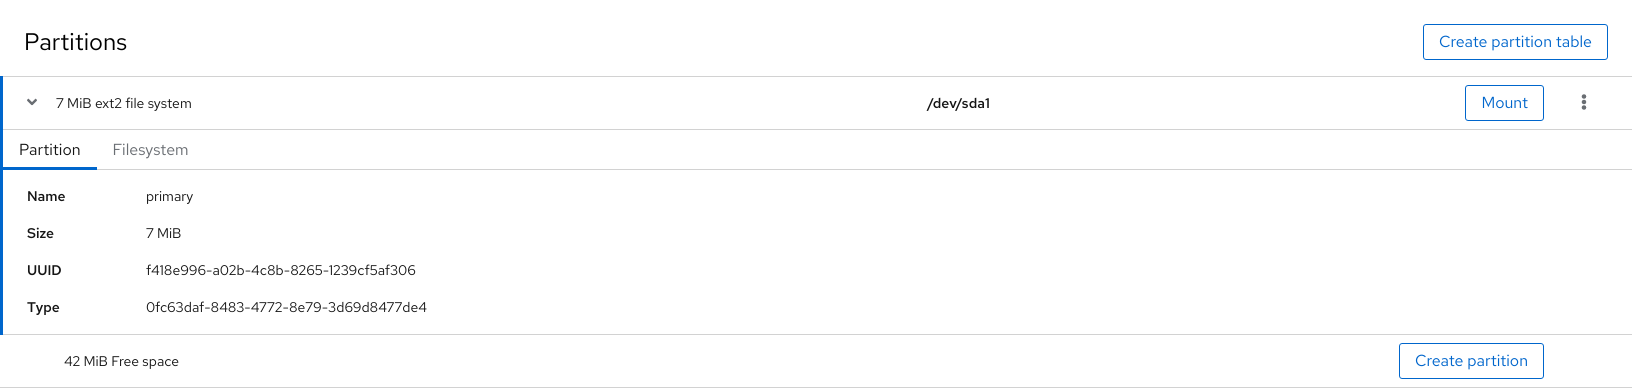 Partitions
Create partition table
7 MiB ext2 file system /dev/sda1 Mount
Partition Filesystem
Name primary
Size 7 MiB
UUID f418e996-a02b-4c8b-8265-1239cf5af306
Type 0fc63daf-8483-4772-8e79-3d69d8477de4
42 MiB Free space Create partition